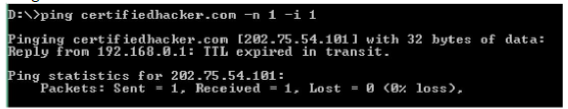 D:\>ping certifiedhacker.com -n 1 -i 1
Pinging certifiedhacker.com [202.75.54.101] with 32 bytes of data:
Reply from 192.168.0.1: TTL expired in transit.
Ping statistics for 202.75.54.101:
Packets: Sent = 1, Received = 1, Lost = 0 (0% loss),